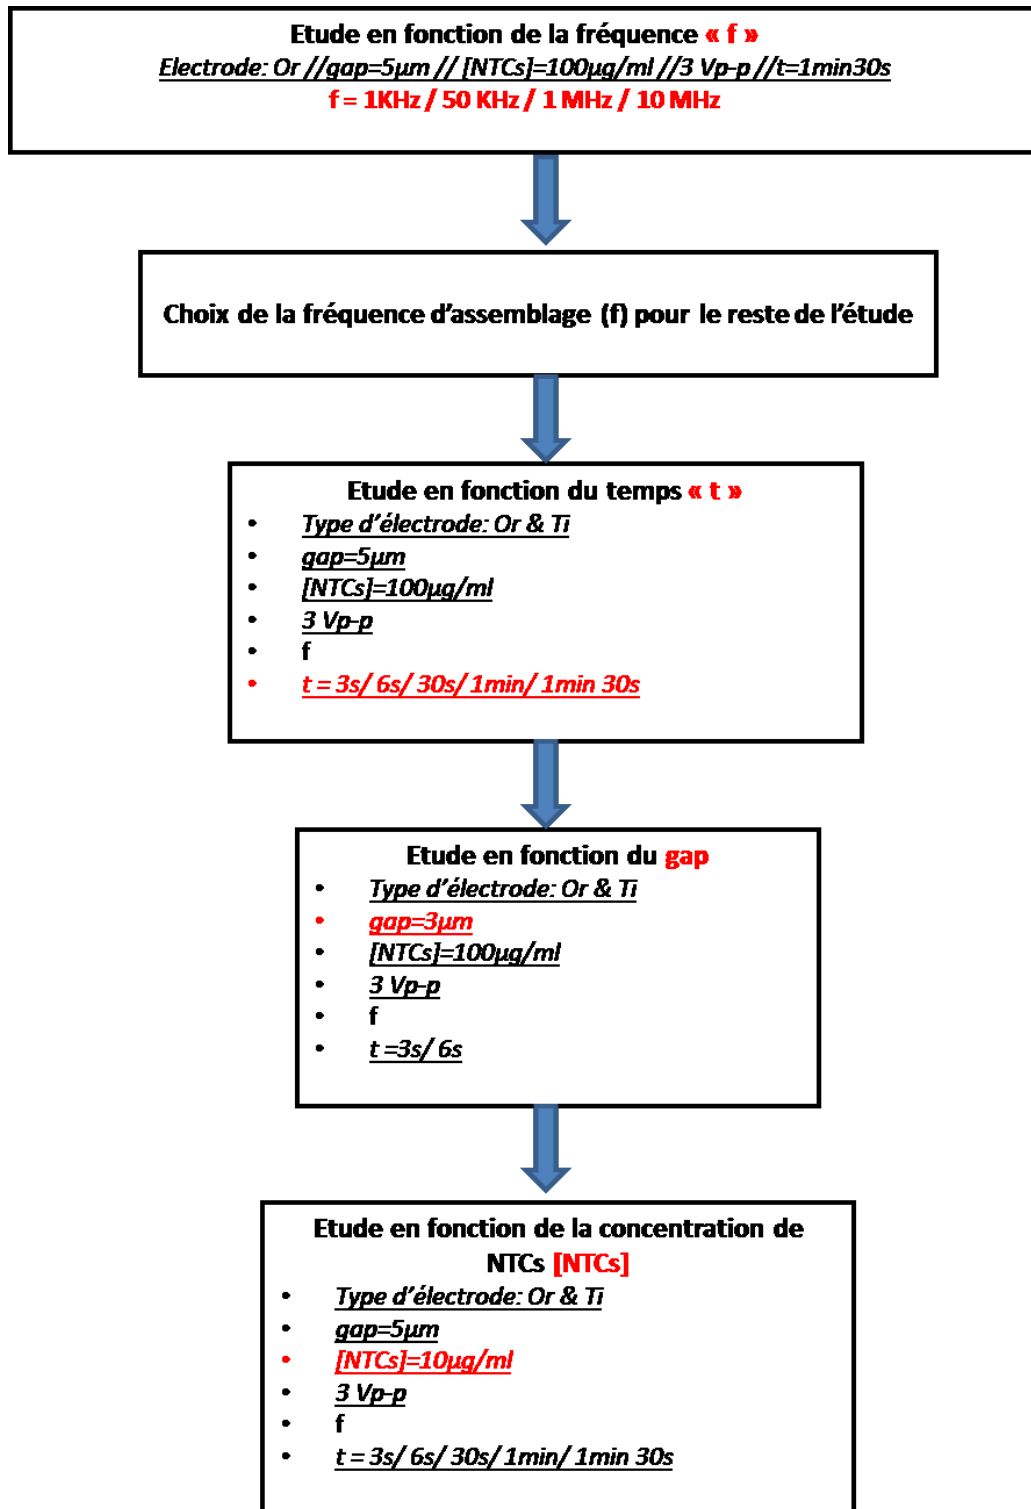 Etude en fonction de la fréquence « f »
Electrode: Or //gap=5µm // [NTCs]=100µg/ml //3 Vp-p //t=1min30s
f = 1KHz / 50 KHz / 1 MHz / 10 MHz
Choix de la fréquence d’assemblage (f) pour le reste de l’étude
Etude en fonction du temps « t »
• Type d’électrode: Or & Ti
• gap=5µm
• [NTCs]=100µg/ml
• 3 Vp-p
• f
• t = 3s/ 6s/ 30s/ 1min/ 1min 30s
Etude en fonction du gap
• Type d’électrode: Or & Ti
• gap=3µm
• [NTCs]=100µg/ml
• 3 Vp-p
• f
• t =3s/ 6s
Etude en fonction de la concentration de
NTCs [NTCs]
• Type d’électrode: Or & Ti
• gap=5µm
• [NTCs]=10µg/ml
• 3 Vp-p
• f
• t = 3s/ 6s/ 30s/ 1min/ 1min 30s